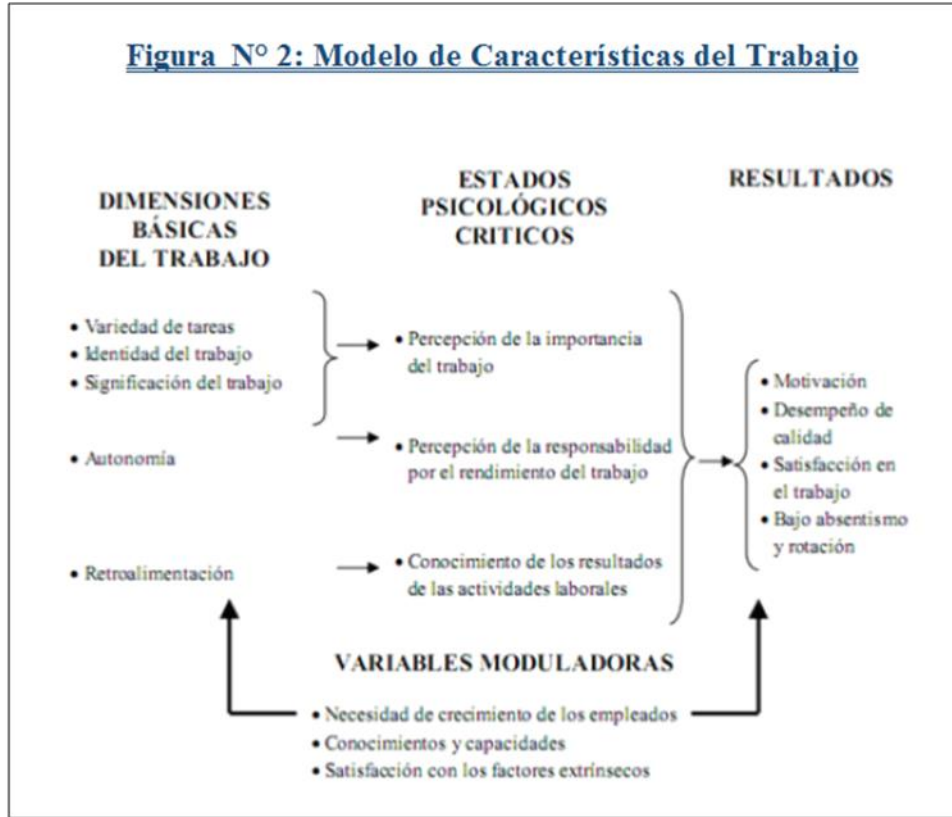 Figura N° 2: Modelo de Características del Trabajo
DIMENSIONES
BÁSICAS
DEL TRABAJO
• Variedad de tareas
• Identidad del trabajo
• Significación del trabajo
• Autonomía
• Retroalimentación
ESTADOS
PSICOLÓGICOS
CRITICOS
• Percepción de la importancia
del trabajo
• Percepción de la responsabilidad
por el rendimiento del trabajo
• Conocimiento de los resultados
de las actividades laborales
RESULTADOS
• Motivación
• Desempeño de
calidad
• Satisfacción en
el trabajo
• Bajo absentismo
y rotación
VARIABLES MODULADORAS
• Necesidad de crecimiento de los empleados
• Conocimientos y capacidades
• Satisfacción con los factores extrínsecos